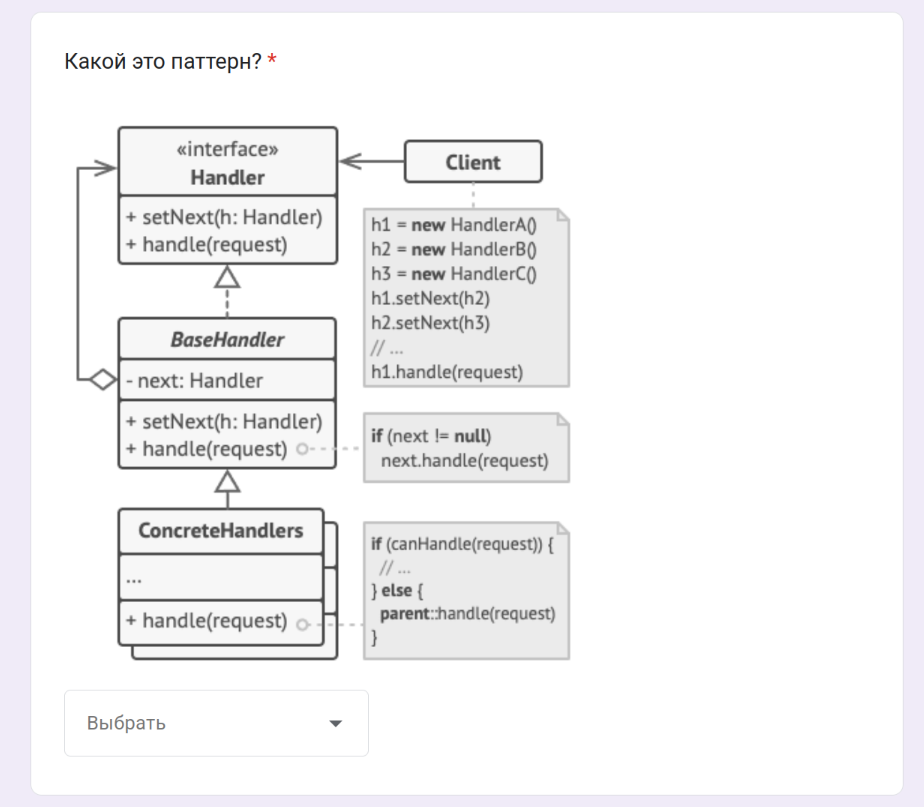 Какой это паттерн? *
«interface»
Handler
+ setNext(h: Handler)
+ handle(request)
Client
h1 = new HandlerA()
h2 = new HandlerB()
h3 = new HandlerC()
h1.setNext(h2)
h2.setNext(h3)
// ...
h1.handle(request)
BaseHandler
- next: Handler
+ setNext(h: Handler)
+ handle(request)
if (next != null)
next.handle(request)
ConcreteHandlers
...
+ handle(request)
if (canHandle(request)) {
// ...
} else {
parent::handle(request)
}
Выбрать